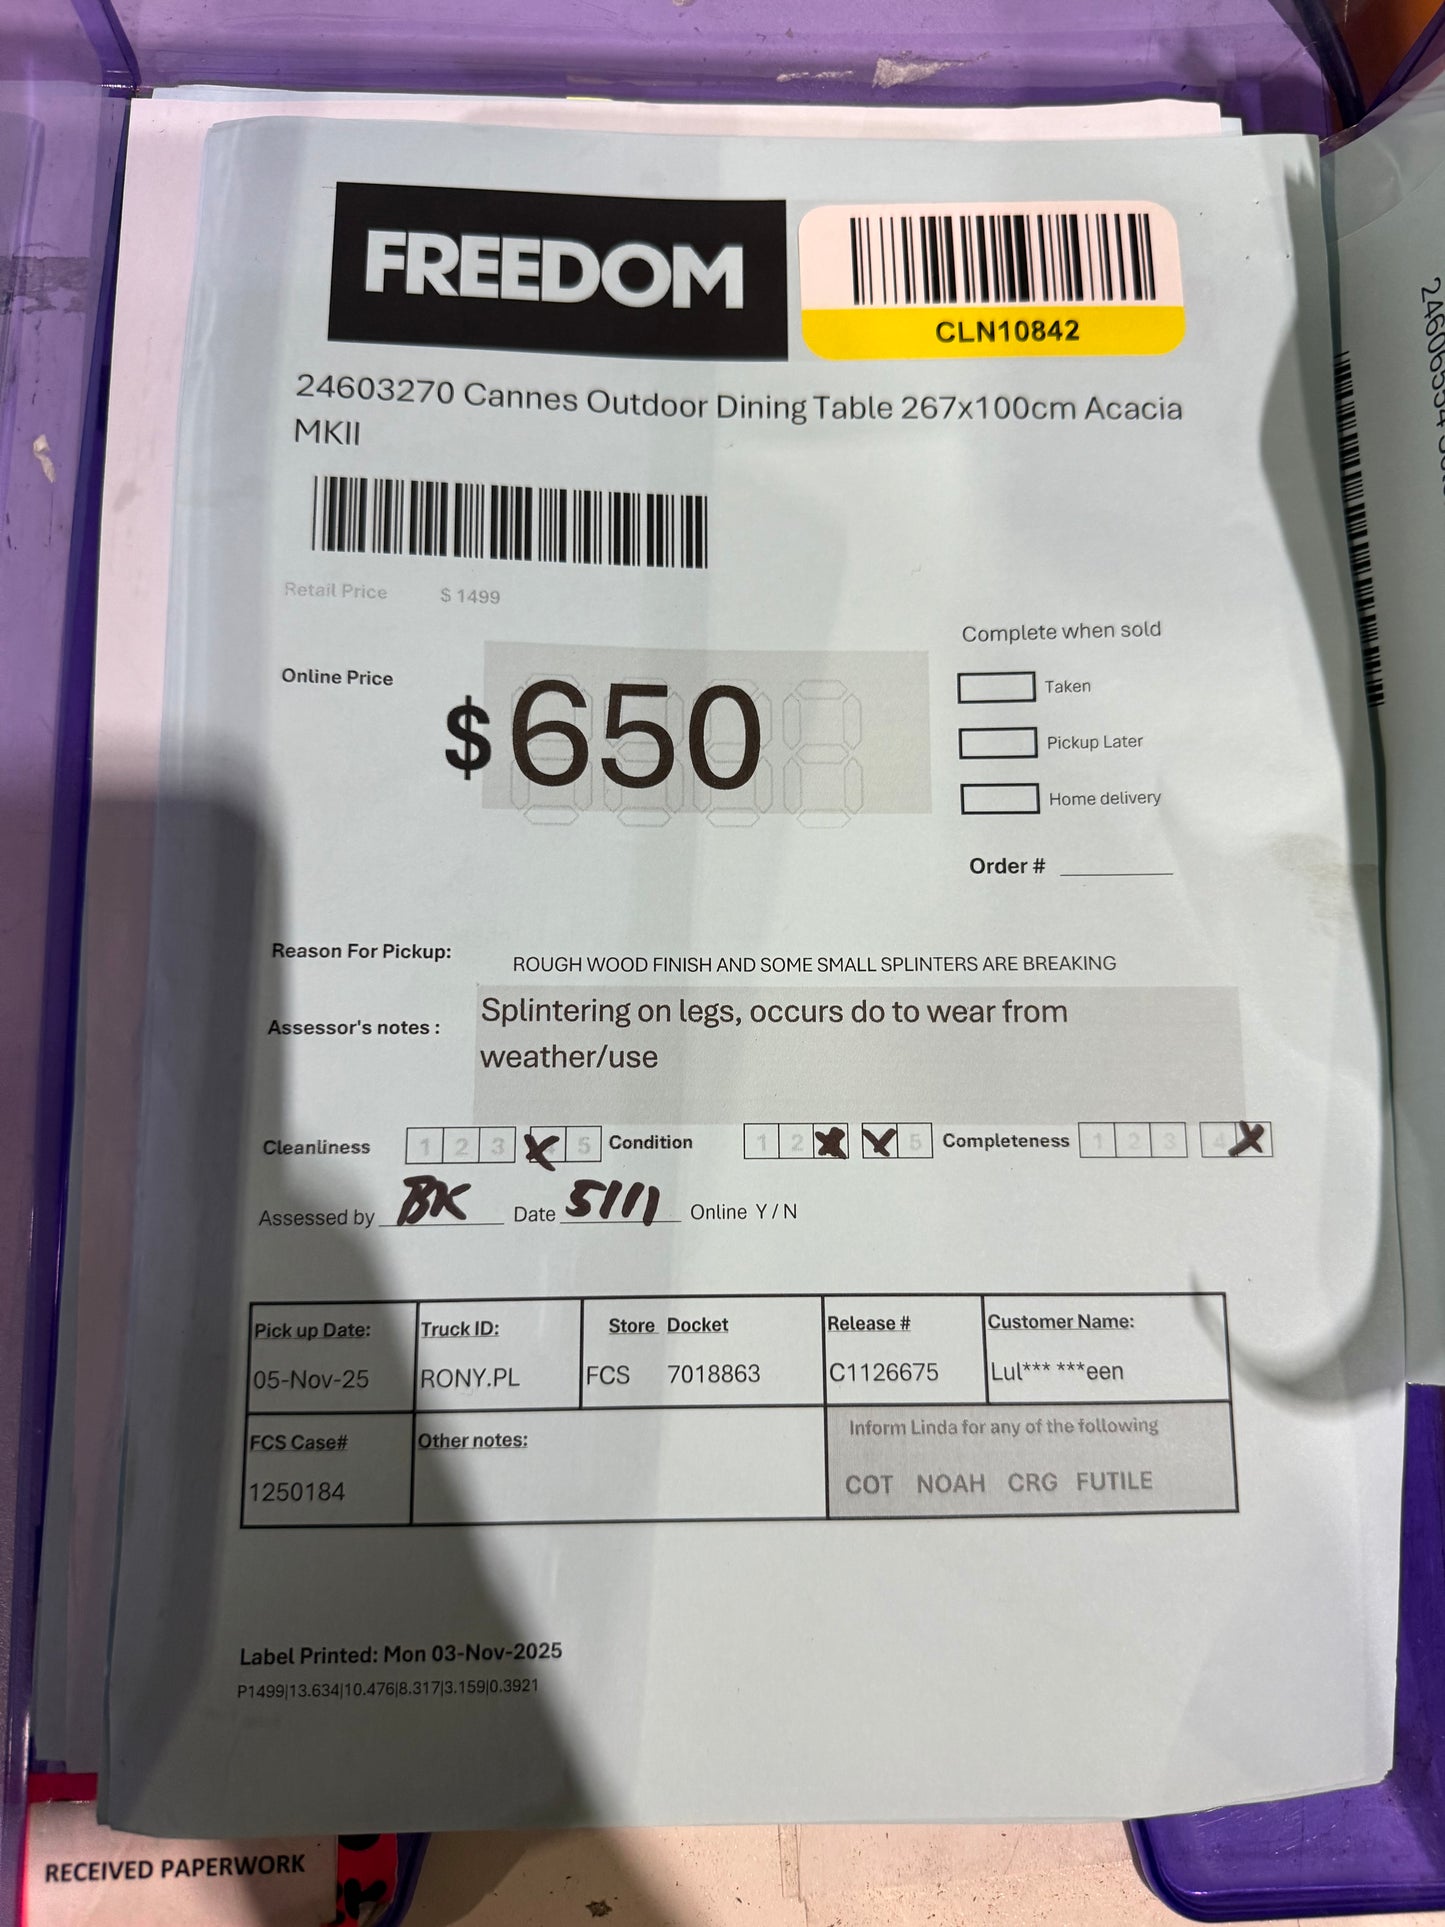 FREEDOM
CLN10842
24603270 Cannes Outdoor Dining Table 267x100cm Acacia
MKII
Retail Price $ 1499
Complete when sold
Online Price
$ 650
Taken
Pickup Later
Home delivery
Order #
Reason For Pickup: ROUGH WOOD FINISH AND SOME SMALL SPLINTERS ARE BREAKING
Assessor's notes : Splintering on legs, occurs do to wear from
weather/use
Cleanliness 1 2 3 4 5 Condition 1 2 5 Completeness 1 2 3 4
Assessed by BK Date 5/11 Online Y / N
Pick up Date: Truck ID: Store Docket Release # Customer Name:
05-Nov-25 RONY.PL FCS 7018863 C1126675 Lul*** ***een
FCS Case# Other notes: Inform Linda for any of the following
1250184 COT NOAH CRG FUTILE
Label Printed: Mon 03-Nov-2025
P1499|13.634|10.476|8.317|3.159|0.3921
RECEIVED PAPERWORK